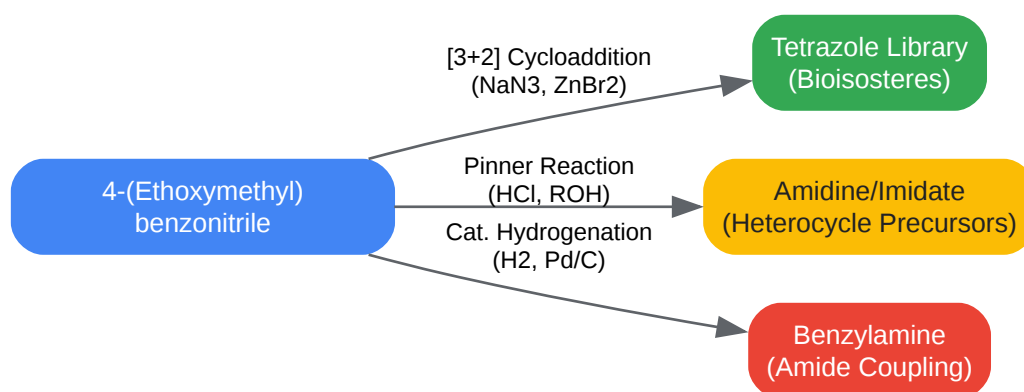 4-(Ethoxymethyl)
benzonitrile
[3+2] Cycloaddition
(NaN3, ZnBr2)
Tetrazole Library
(Bioisosteres)
Pinner Reaction
(HCl, ROH)
Amidine/Imidate
(Heterocycle Precursors)
Cat. Hydrogenation
(H2, Pd/C)
Benzylamine
(Amide Coupling)